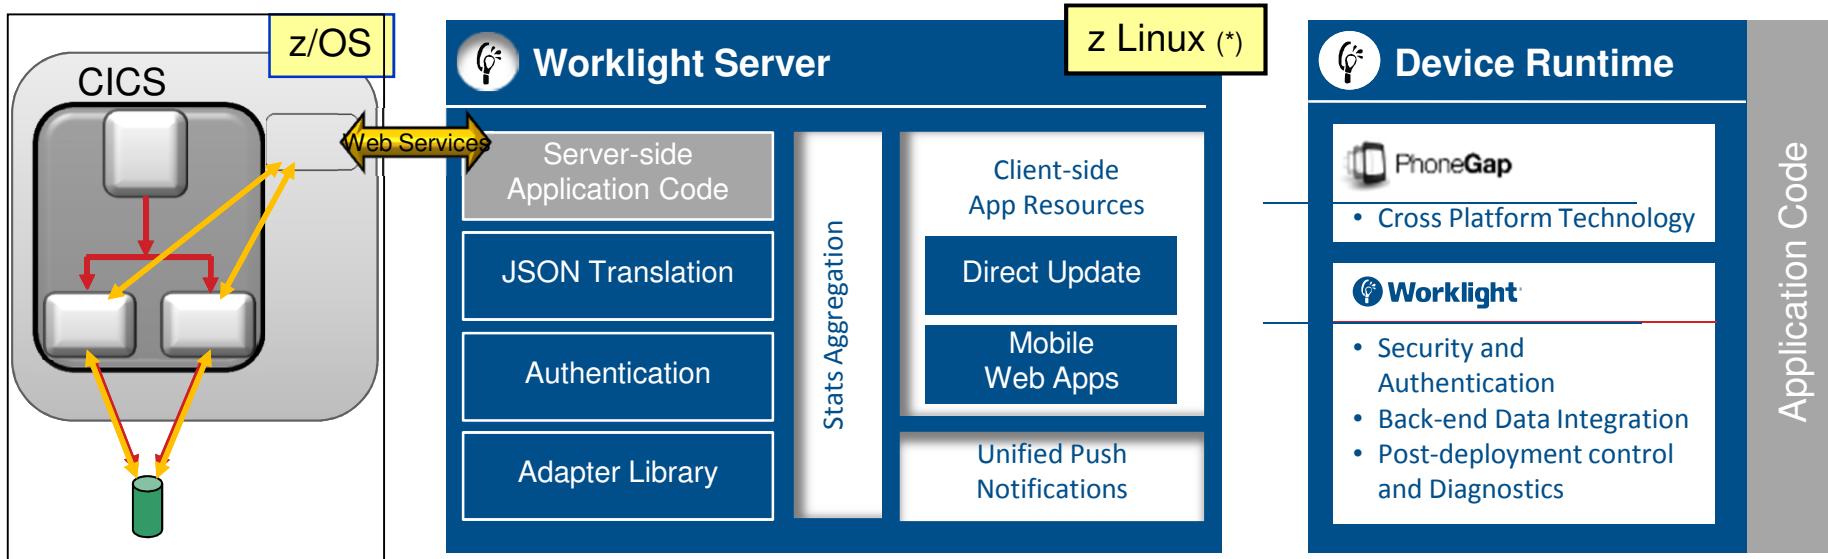 z/OS
CICS
Web Services
Worklight Server
z Linux (*)
Server-side
Application Code
JSON Translation
Authentication
Adapter Library
Stats Aggregation
Client-side
App Resources
Direct Update
Mobile
Web Apps
Unified Push
Notifications
Device Runtime
PhoneGap
• Cross Platform Technology
Worklight
• Security and
Authentication
• Back-end Data Integration
• Post-deployment control
and Diagnostics
Application Code